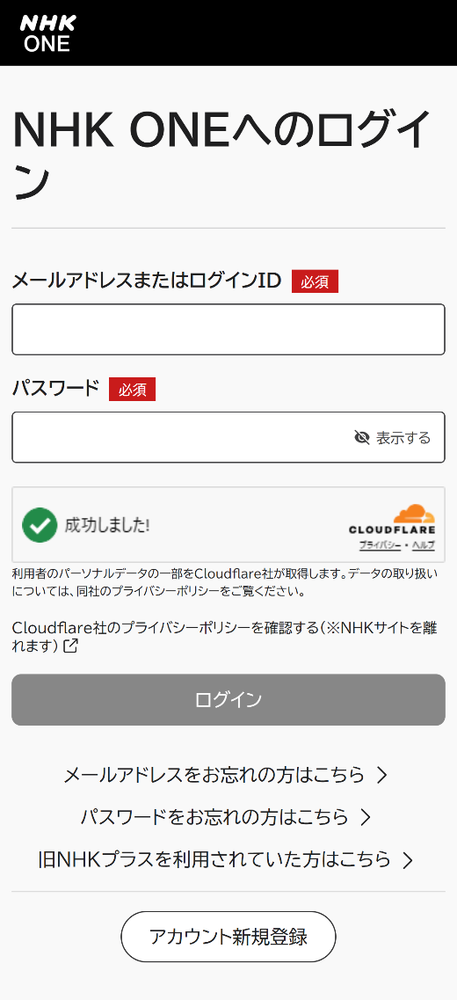 NHK
ONE
NHK ONEへのログイ
ン
メールアドレスまたはログインID 必須
パスワード 必須
表示する
成功しました!
CLOUDFLARE
プライバシー・ヘルプ
利用者のパーソナルデータの一部をCloudflare社が取得します。データの取り扱い
については、同社のプライバシーポリシーをご覧ください。
Cloudflare社のプライバシーポリシーを確認する(※NHKサイトを離
れます)
ログイン
メールアドレスをお忘れの方はこちら
パスワードをお忘れの方はこちら
旧NHKプラスを利用されていた方はこちら
アカウント新規登録